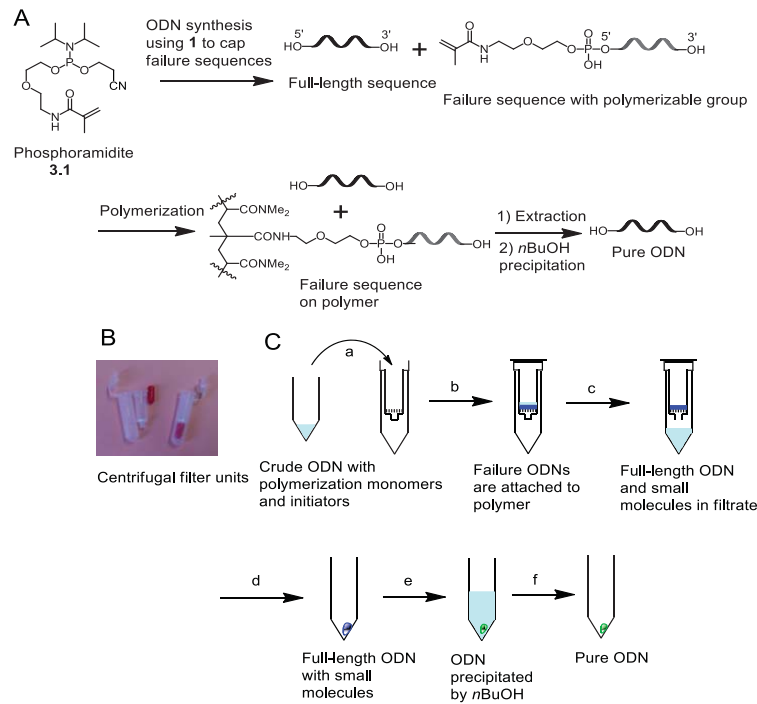 A
ODN synthesis
using 1 to cap
failure sequences
N
O
P
O
O
CN
O
NH
O
Phosphoramidite
3.1
5'
3'
HO
OH
Full-length sequence
+
O
N
H
O
O
O
P
OH
O
5'
3'
OH
Failure sequence with polymerizable group
Polymerization
HO
OH
+
CONMe2
CONH
O
O
O
P
OH
O
OH
CONMe2
Failure sequence
on polymer
1) Extraction
2) nBuOH
precipitation
HO
OH
Pure ODN
B
Centrifugal filter units
C
a
b
c
Crude ODN with
polymerization monomers
and initiators
Failure ODNs
are attached to
polymer
Full-length ODN
and small
molecules in filtrate
d
e
f
Full-length ODN
with small
molecules
ODN
precipitated
by nBuOH
Pure ODN